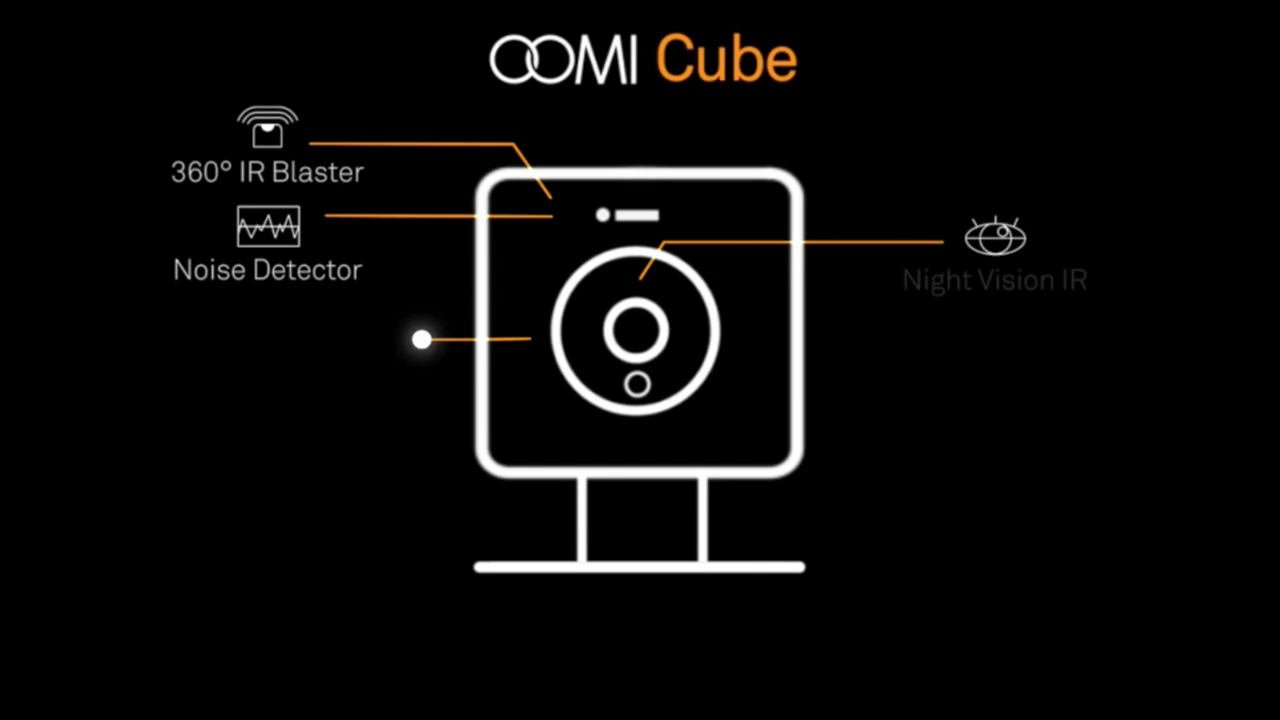 OOMI Cube
360° IR Blaster
Noise Detector
Night Vision IR